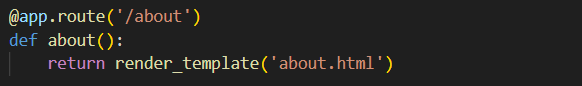 @app.route('/about')
def about():
    return render_template('about.html')